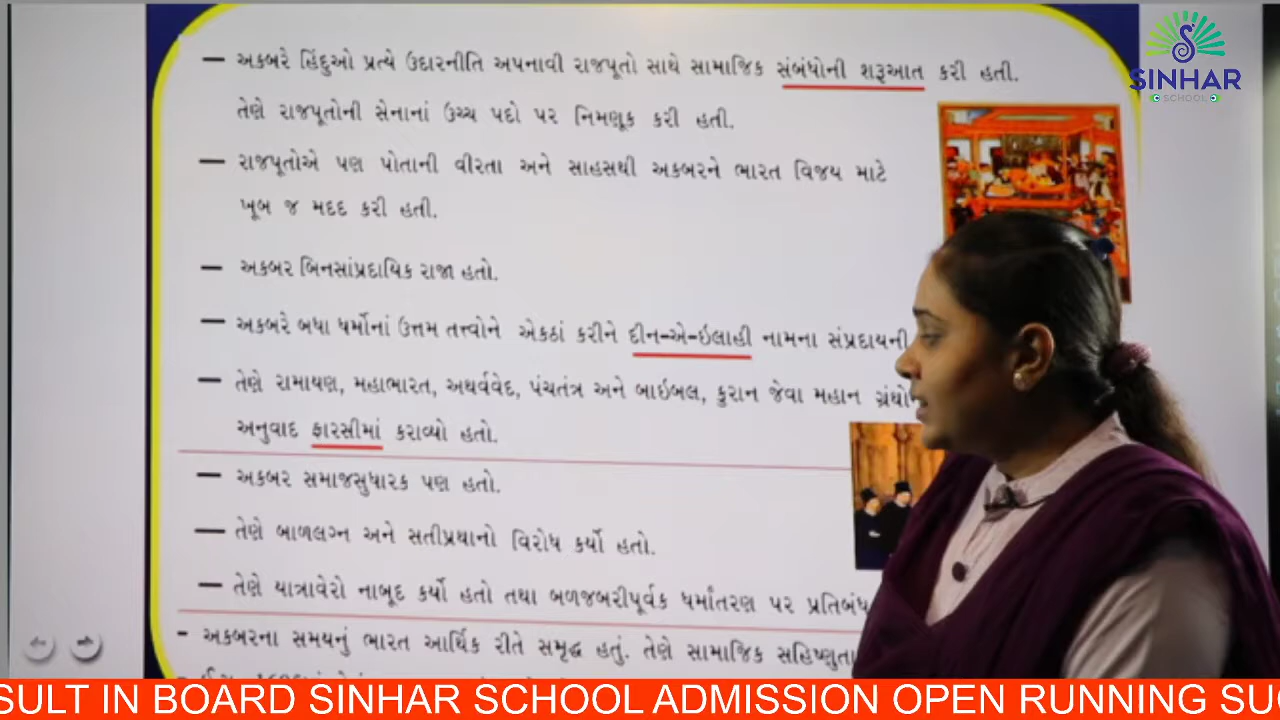 — અકબરે હિંદુઓ પ્રત્યે ઉદારનીતિ અપનાવી રાજપૂતો સાથે સામાજિક સંબંધોની શરૂઆત કરી હતી.
તેણે રાજપૂતોની સેનાનાં ઉચ્ચ પદો પર નિમણૂક કરી હતી.
— રાજપૂતોએ પણ પોતાની વીરતા અને સાહસથી અકબરને ભારત વિજય માટે
ખૂબ જ મદદ કરી હતી.
— અકબર બિનસાંપ્રદાયિક રાજા હતો.
— અકબરે બધા ધર્મોનાં ઉત્તમ તત્ત્વોને એકઠાં કરીને દીન-એ-ઇલાહી નામના સંપ્રદાયની
— તેણે રામાયણ, મહાભારત, અથર્વવેદ, પંચતંત્ર અને બાઇબલ, કુરાન જેવા મહાન ગ્રંથો
અનુવાદ ફારસીમાં કરાવ્યો હતો.
— અકબર સમાજસુધારક પણ હતો.
— તેણે બાળલગ્ન અને સતીપ્રથાનો વિરોધ કર્યો હતો.
— તેણે યાત્રાવેરો નાબૂદ કર્યો હતો તથા બળજબરીપૂર્વક ધર્માંતરણ પર પ્રતિબંધ
- અકબરના સમયનું ભારત આર્થિક રીતે સમૃદ્ધ હતું. તેણે સામાજિક સહિષ્ણુતા
SINHAR
SCHOOL
SULT IN BOARD SINHAR SCHOOL ADMISSION OPEN RUNNING SU